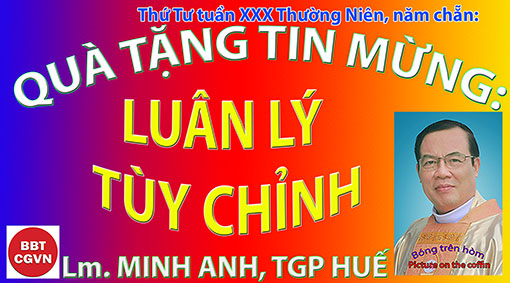 Thứ Tư tuần XXX Thường Niên, năm chẵn:
QUÀ TẶNG TIN MỪNG:
LUÂN LÝ
TÙY CHỈNH
Bóng trên hòm
Picture on the coffin
BBT
CGVN
Lm. MINH ANH, TGP HUẾ